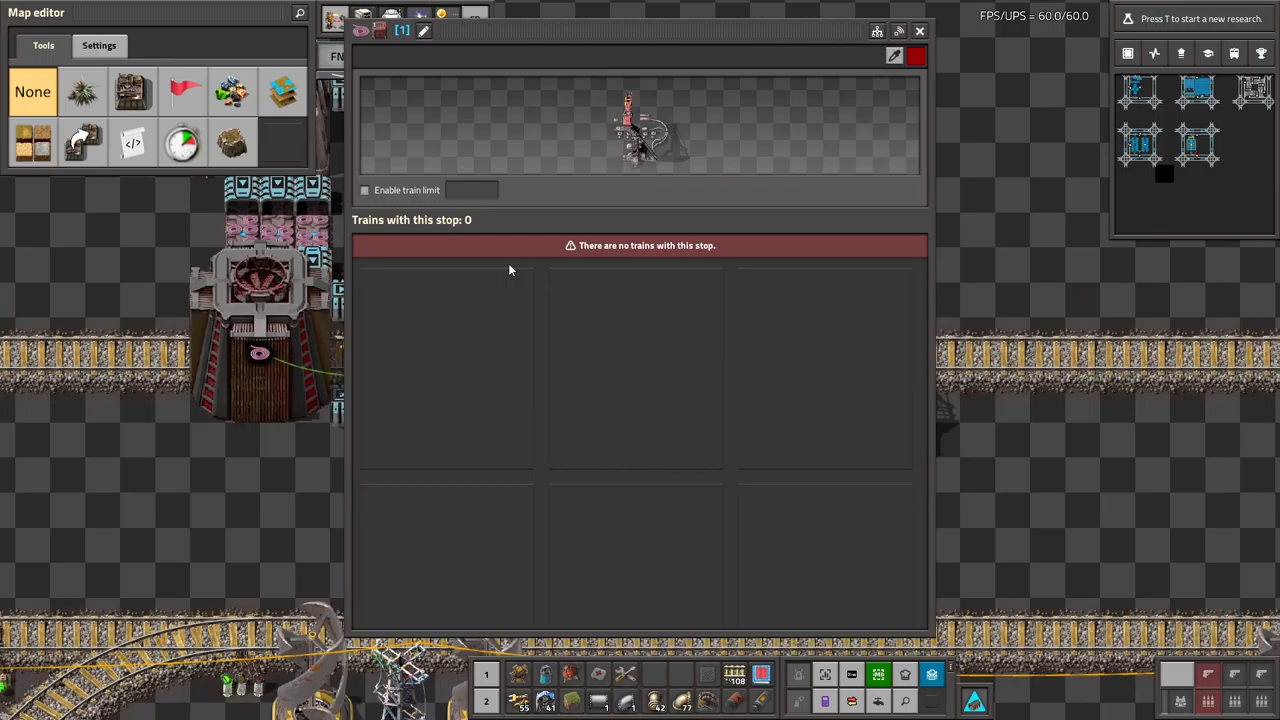 Map editor
FPS/UPS = 60.0/60.0
Press T to start a new research.
[1]
Tools
Settings
FN
None
</>
Enable train limit
Trains with this stop: 0
There are no trains with this stop.
1
108
2
55
41
1
1
42
77